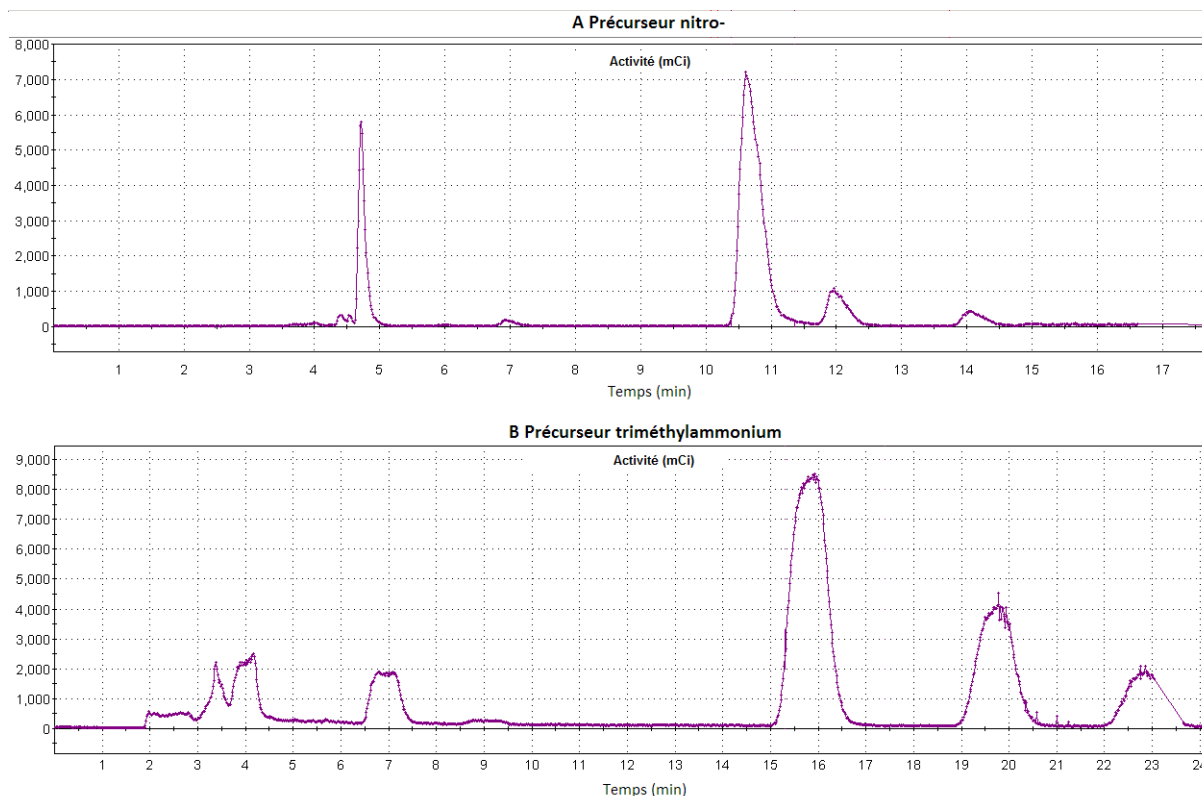 A Précurseur nitro-
Activité (mCi)
8,000
7,000
6,000
5,000
4,000
3,000
2,000
1,000
0
1 2 3 4 5 6 7 8 9 10 11 12 13 14 15 16 17
Temps (min)
B Précurseur triméthylammonium
Activité (mCi)
9,000
8,000
7,000
6,000
5,000
4,000
3,000
2,000
1,000
0
1 2 3 4 5 6 7 8 9 10 11 12 13 14 15 16 17 18 19 20 21 22 23 24
Temps (min)